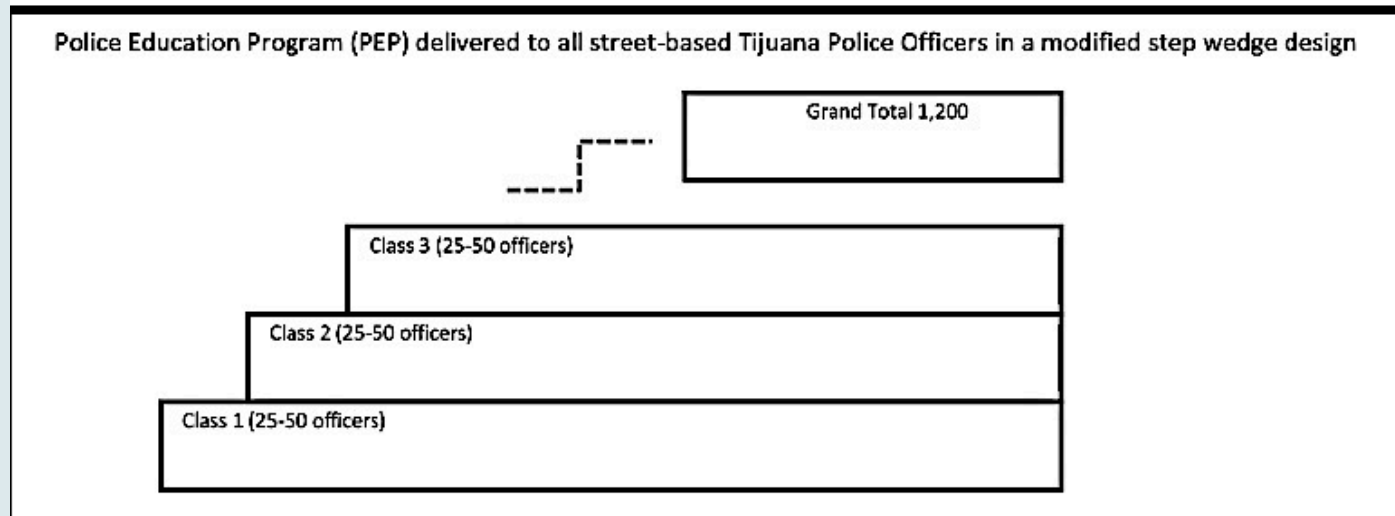 Police Education Program (PEP) delivered to all street-based Tijuana Police Officers in a modified step wedge design
Grand Total 1,200
Class 3 (25-50 officers)
Class 2 (25-50 officers)
Class 1 (25-50 officers)